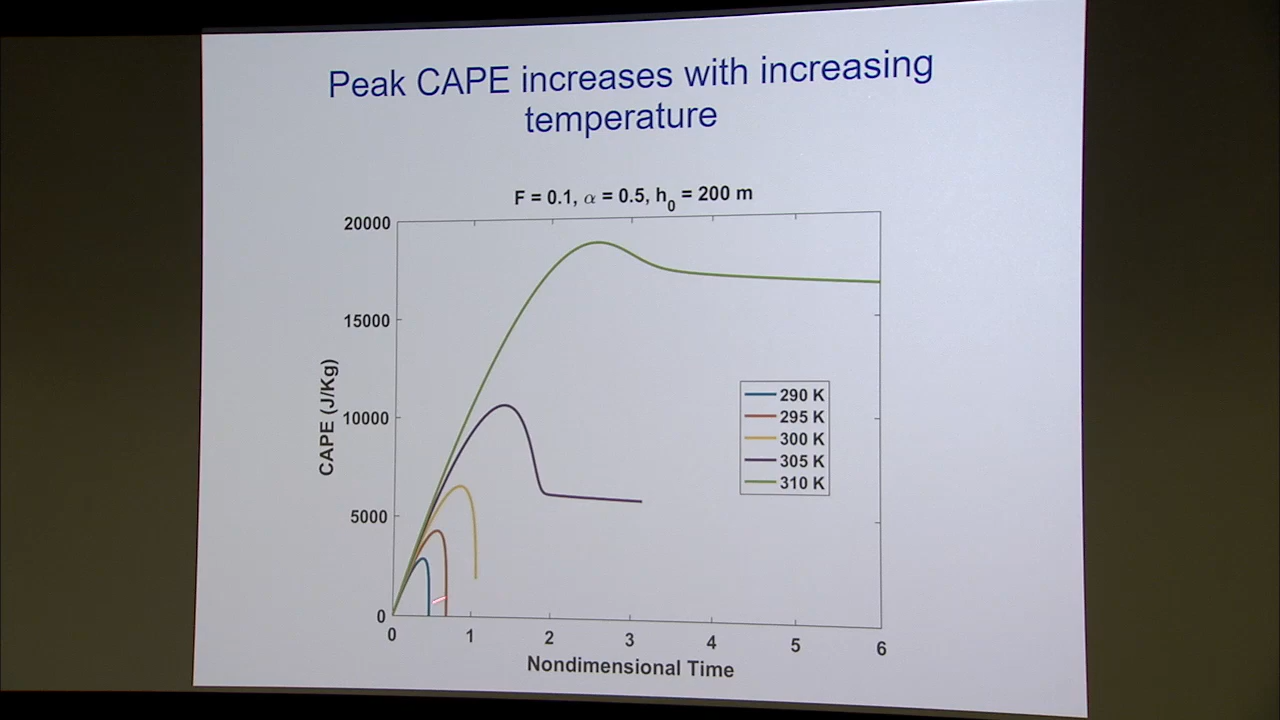 Peak CAPE increases with increasing
temperature
F = 0.1, α = 0.5, h0 = 200 m
20000
15000
10000
5000
0
CAPE (J/Kg)
290 K
295 K
300 K
305 K
310 K
0 1 2 3 4 5 6
Nondimensional Time